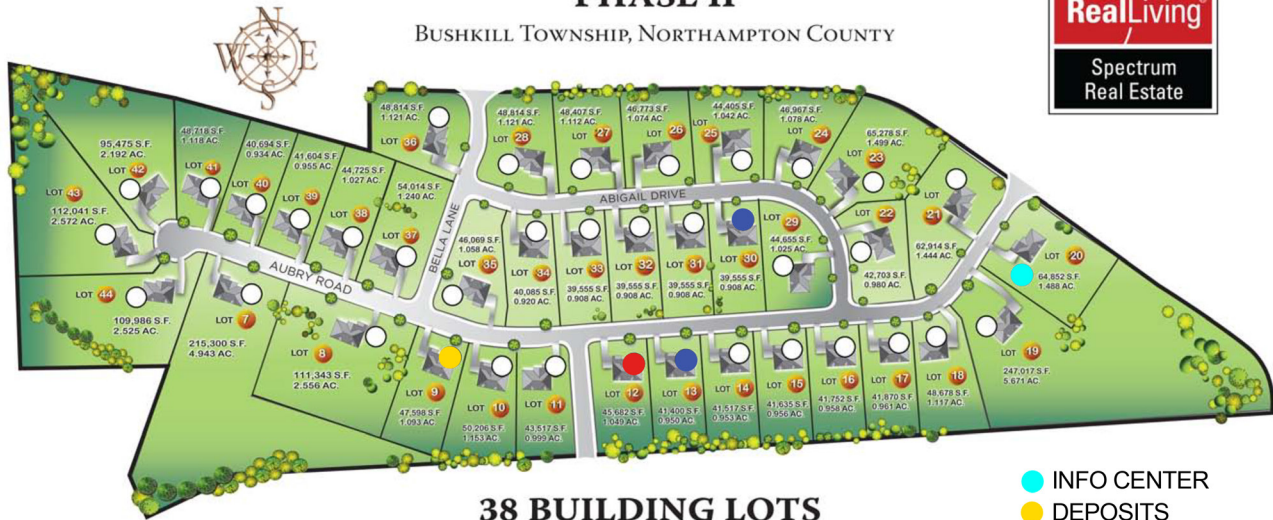 PHASE II
BUSHKILL TOWNSHIP, NORTHAMPTON COUNTY
N
W E
S
RealLiving
Spectrum
Real Estate
48,814 S.F.
1.121 AC.
LOT 36
48,814 S.F.
1.121 AC.
LOT 28
48,407 S.F.
1.112 AC.
LOT 27
46,773 S.F.
1.074 AC.
LOT 26
44,405 S.F.
1.042 AC.
LOT 25
46,967 S.F.
1.078 AC.
LOT 24
65,278 S.F.
1.499 AC.
LOT 23
95,475 S.F.
2.192 AC.
LOT 42
48,718 S.F.
1.118 AC.
LOT 41
40,694 S.F.
0.934 AC.
LOT 40
41,604 S.F.
0.955 AC.
LOT 39
44,725 S.F.
1.027 AC.
LOT 38
54,014 S.F.
1.240 AC.
LOT 37
LOT 43
112,041 S.F.
2.572 AC.
ABIGAIL DRIVE
BELLA LANE
AUBRY ROAD
46,069 S.F.
1.058 AC.
LOT 35
LOT 34
40,085 S.F.
0.920 AC.
LOT 33
39,555 S.F.
0.908 AC.
LOT 32
39,555 S.F.
0.908 AC.
LOT 31
39,555 S.F.
0.908 AC.
LOT 30
39,555 S.F.
0.908 AC.
LOT 29
44,655 S.F.
1.025 AC.
LOT 22
42,703 S.F.
0.980 AC.
LOT 21
62,914 S.F.
1.444 AC.
LOT 20
64,852 S.F.
1.488 AC.
LOT 44
109,986 S.F.
2.525 AC.
LOT 7
215,300 S.F.
4.943 AC.
LOT 8
111,343 S.F.
2.556 AC.
LOT 9
47,598 S.F.
1.093 AC.
LOT 10
50,206 S.F.
1.153 AC.
LOT 11
43,517 S.F.
0.999 AC.
LOT 12
45,682 S.F.
1.049 AC.
LOT 13
41,400 S.F.
0.950 AC.
LOT 14
41,517 S.F.
0.953 AC.
LOT 15
41,635 S.F.
0.956 AC.
LOT 16
41,752 S.F.
0.958 AC.
LOT 17
41,870 S.F.
0.961 AC.
LOT 18
48,678 S.F.
1.117 AC.
LOT 19
247,017 S.F.
5.671 AC.
38 BUILDING LOTS
INFO CENTER
DEPOSITS